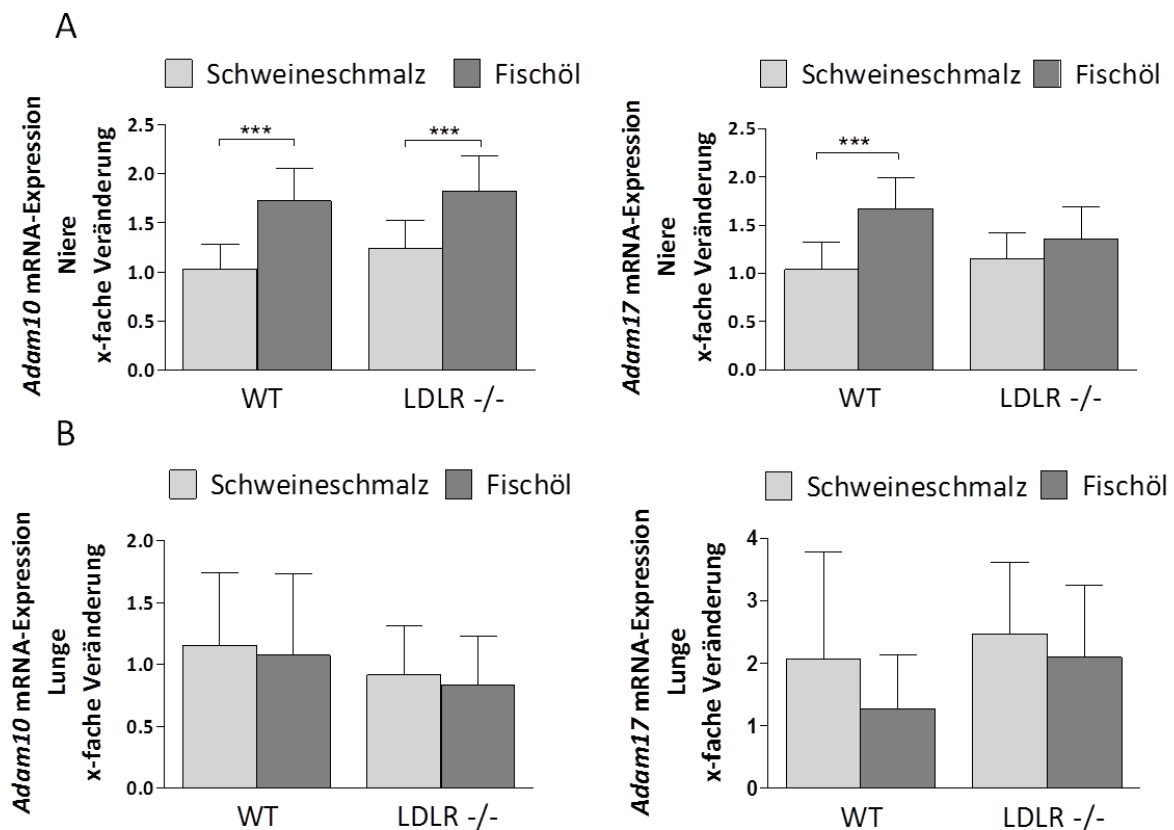 A
Schweineschmalz Fischöl
Adam10 mRNA-Expression
Niere
x-fache Veränderung
2.5
2.0
1.5
1.0
0.5
0.0
*** ***
WT LDLR -/-
Schweineschmalz Fischöl
Adam17 mRNA-Expression
Niere
x-fache Veränderung
2.5
2.0
1.5
1.0
0.5
0.0
***
WT LDLR -/-
B
Schweineschmalz Fischöl
Adam10 mRNA-Expression
Lunge
x-fache Veränderung
2.0
1.5
1.0
0.5
0.0
WT LDLR -/-
Schweineschmalz Fischöl
Adam17 mRNA-Expression
Lunge
x-fache Veränderung
4
3
2
1
0
WT LDLR -/-